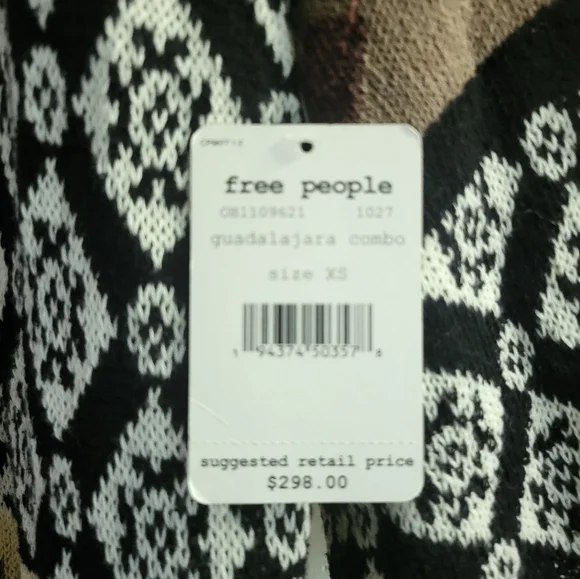 free people
OB1109621 1027
guadalajara combo
size XS
1 94374 50357 8
suggested retail price
$298.00